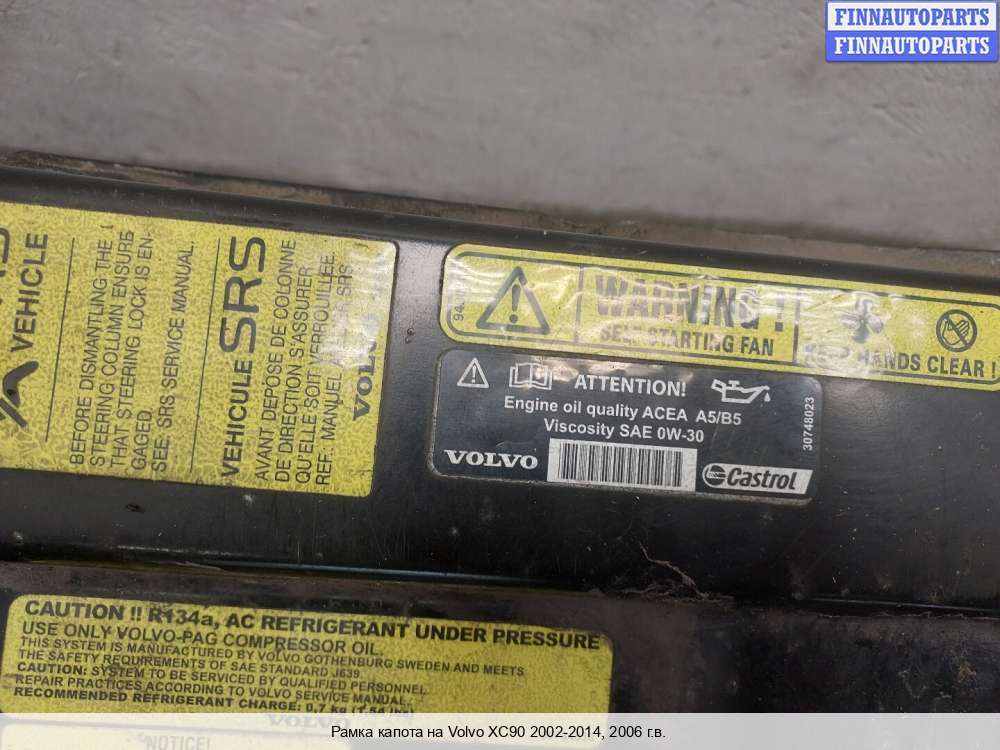 FINNAUTOPARTS
FINNAUTOPARTS
VEHICLE
BEFORE DISMANTLING THE
STEERING COLUMN ENSURE
THAT STEERING LOCK IS EN-
GAGED
SEE. SRS SERVICE MANUAL.
VEHICULE SRS
AVANT DEPOSE DE COLONNE
DE DIRECTION S'ASSURER
QU'ELLE SOIT VERROUILLEE.
REF. MANUEL SRS
VOLVO
WARNING !
SELF STARTING FAN
HANDS CLEAR !
ATTENTION!
Engine oil quality ACEA A5/B5
Viscosity SAE 0W-30
VOLVO
Castrol
30748023
CAUTION !! R134a, AC REFRIGERANT UNDER PRESSURE
USE ONLY VOLVO-PAG COMPRESSOR OIL.
THIS SYSTEM IS MANUFACTURED BY VOLVO GOTHENBURG SWEDEN AND MEETS
THE SAFETY REQUIREMENTS OF SAE STANDARD J639.
CAUTION: SYSTEM TO BE SERVICED BY QUALIFIED PERSONNEL
REPAIR PRACTICES ACCORDING TO VOLVO SERVICE MANUAL.
RECOMMENDED REFRIGERANT CHARGE: 0,7 kg (1.54 lbs)
VOLVO
NOTICE!
Рамка капота на Volvo XC90 2002-2014, 2006 г.в.